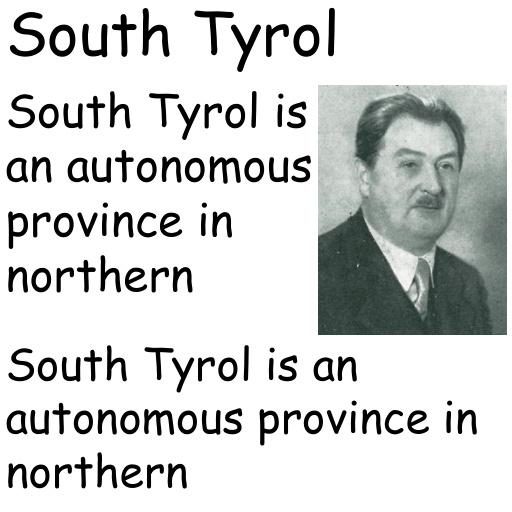 South Tyrol
South Tyrol is
an autonomous
province in
northern
South Tyrol is an
autonomous province in
northern